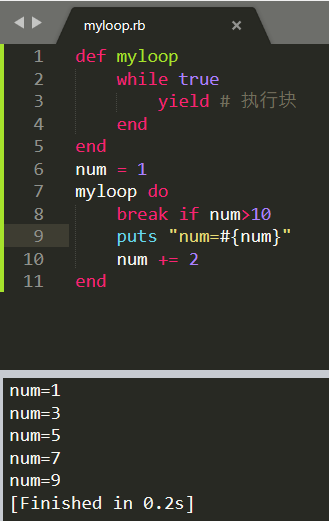 myloop.rb
1 def myloop
2 while true
3 yield # 执行块
4 end
5 end
6 num = 1
7 myloop do
8 break if num>10
9 puts "num=#{num}"
10 num += 2
11 end
num=1
num=3
num=5
num=7
num=9
[Finished in 0.2s]